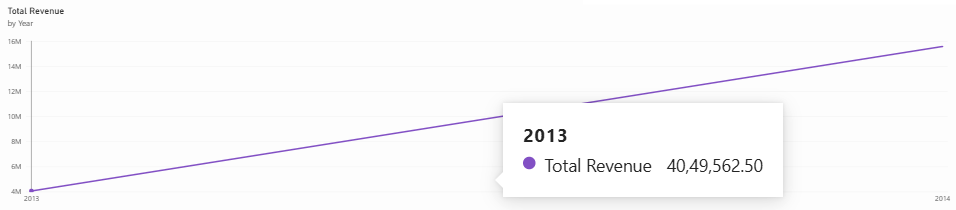 Total Revenue
by Year
16M
14M
12M
10M
8M
6M
4M
2013
2014
2013
Total Revenue 40,49,562.50